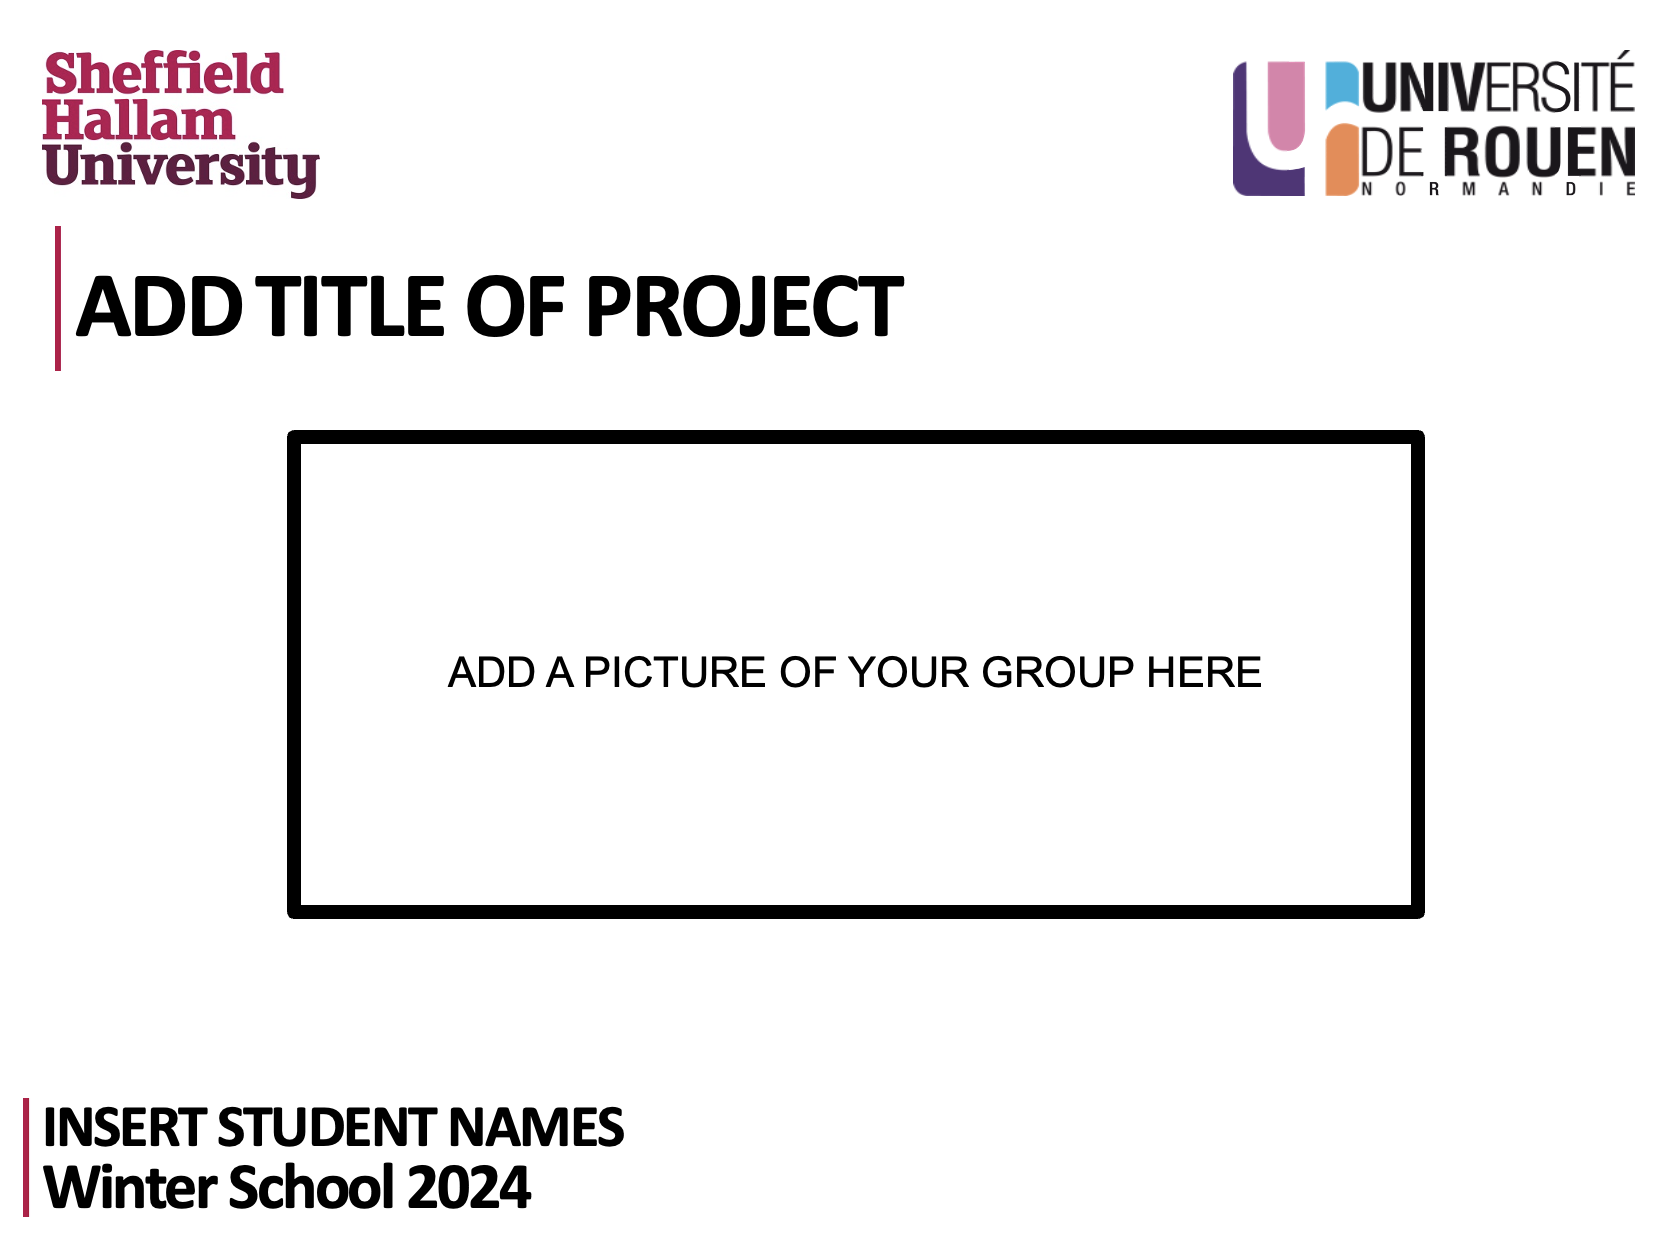 Sheffield
Hallam
University
UNIVERSITÉ
DE ROUEN
NORMANDIE
ADD TITLE OF PROJECT
ADD A PICTURE OF YOUR GROUP HERE
INSERT STUDENT NAMES
Winter School 2024